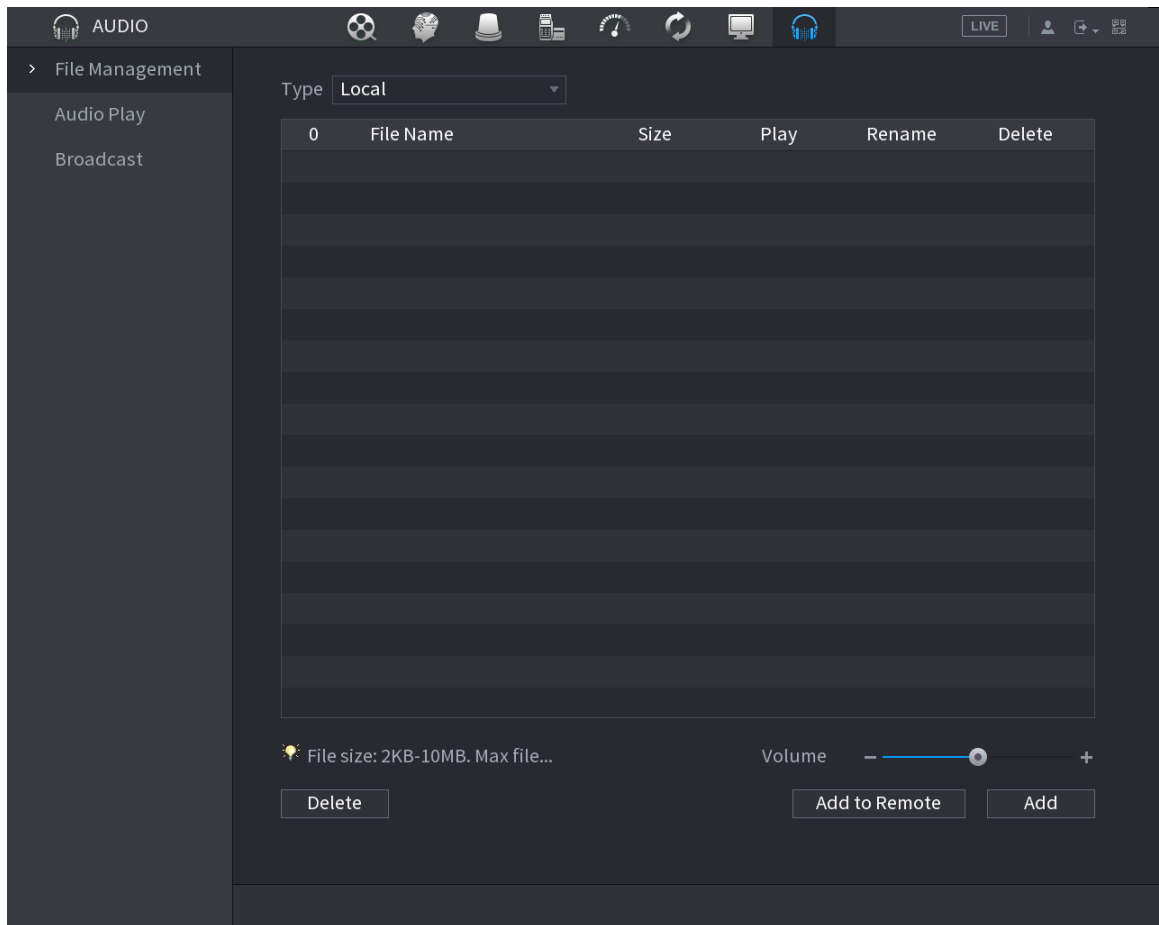 AUDIO
LIVE
File Management
Audio Play
Broadcast
Type Local
0 File Name Size Play Rename Delete
File size: 2KB-10MB. Max file...
Volume
Delete
Add to Remote
Add